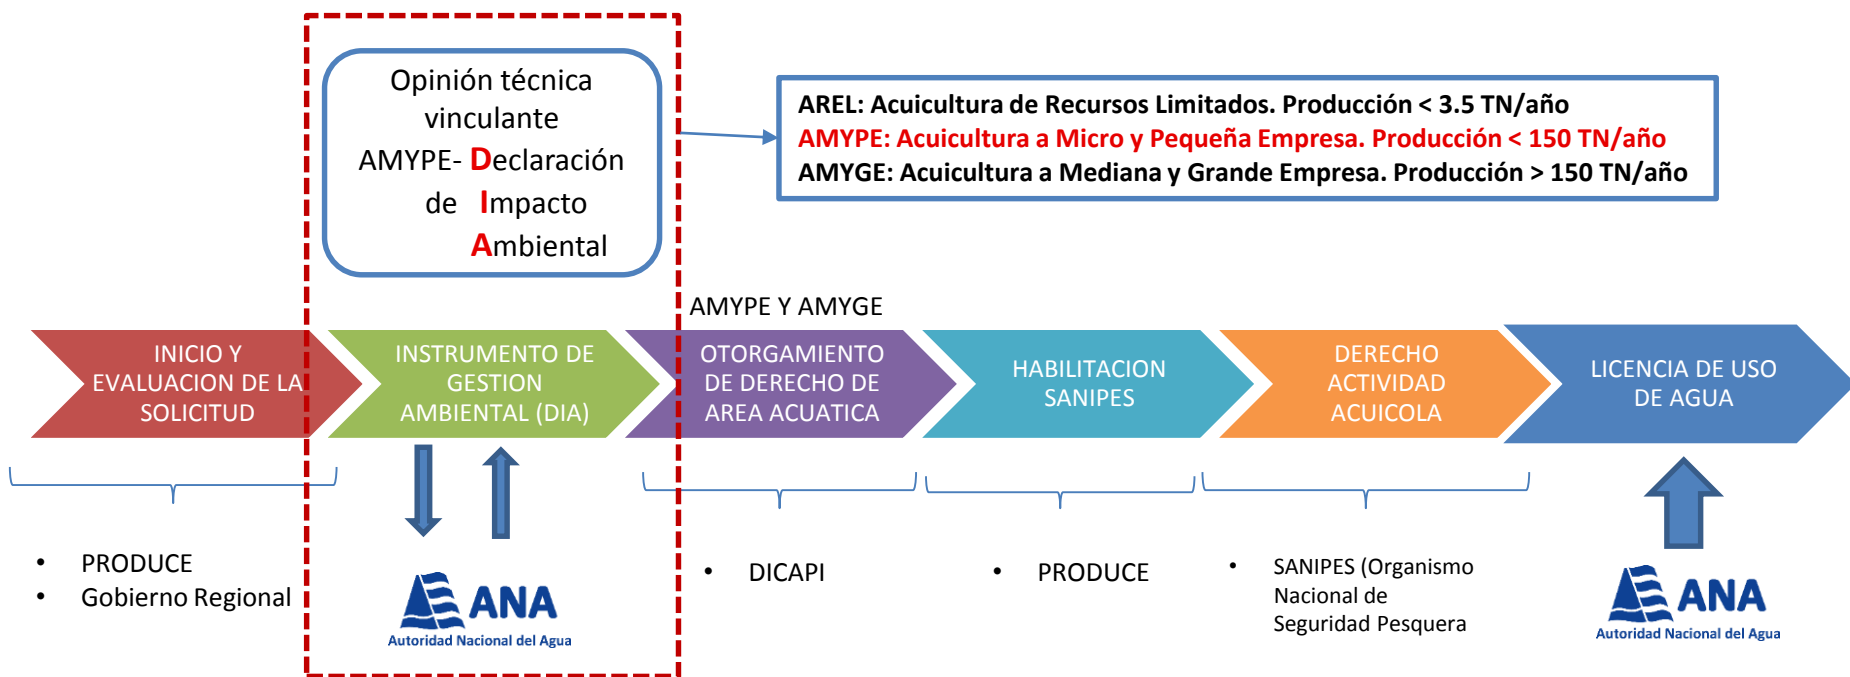 Opinión técnica
vinculante
AMYPE- Declaración
de Impacto
Ambiental
AREL: Acuicultura de Recursos Limitados. Producción < 3.5 TN/año
AMYPE: Acuicultura a Micro y Pequeña Empresa. Producción < 150 TN/año
AMYGE: Acuicultura a Mediana y Grande Empresa. Producción > 150 TN/año
AMYPE Y AMYGE
INICIO Y
EVALUACION DE LA
SOLICITUD
INSTRUMENTO DE
GESTION
AMBIENTAL (DIA)
OTORGAMIENTO
DE DERECHO DE
AREA ACUATICA
HABILITACION
SANIPES
DERECHO
ACTIVIDAD
ACUICOLA
LICENCIA DE USO
DE AGUA
• PRODUCE
• Gobierno Regional
ANA
Autoridad Nacional del Agua
• DICAPI
• PRODUCE
• SANIPES (Organismo
Nacional de
Seguridad Pesquera
ANA
Autoridad Nacional del Agua